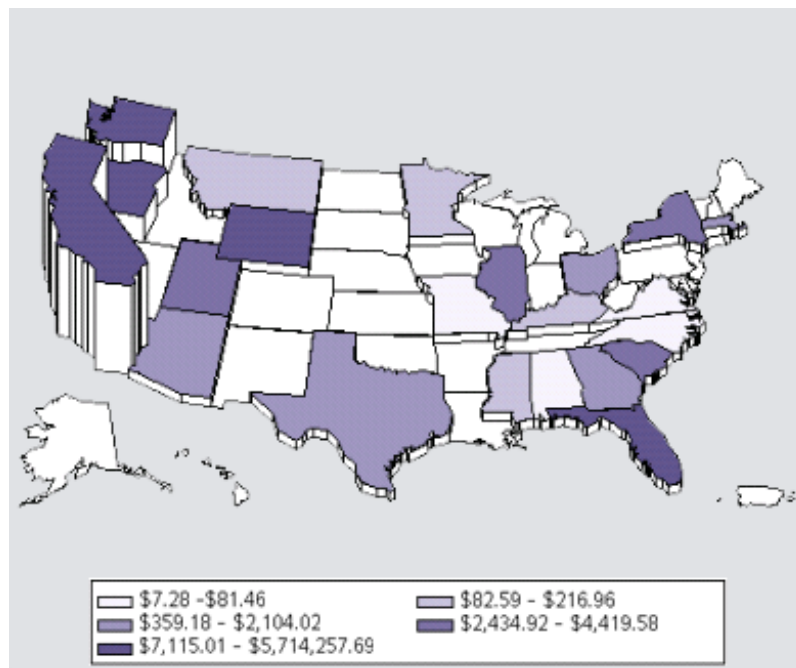 $7.28 -$81.46 $82.59 - $216.96
$359.18 - $2,104.02 $2,434.92 - $4,419.58
$7,115.01 - $5,714,257.69